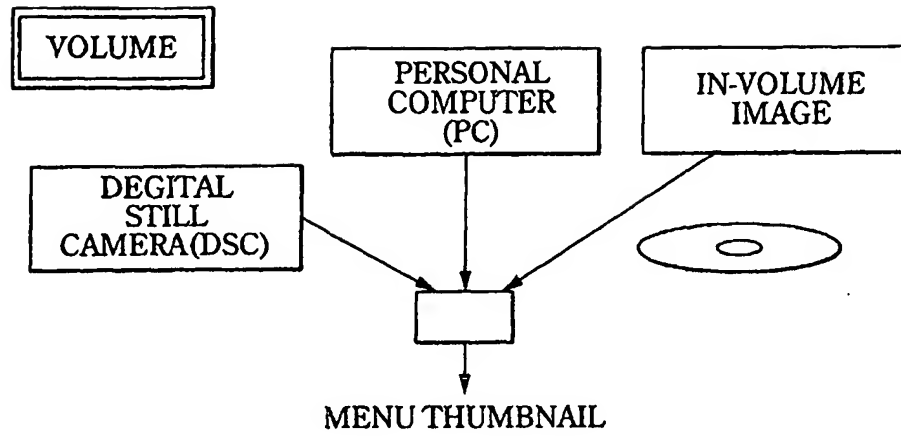 VOLUME
PERSONAL
COMPUTER
(PC)
IN-VOLUME
IMAGE
DEGITAL
STILL
CAMERA(DSC)
MENU THUMBNAIL